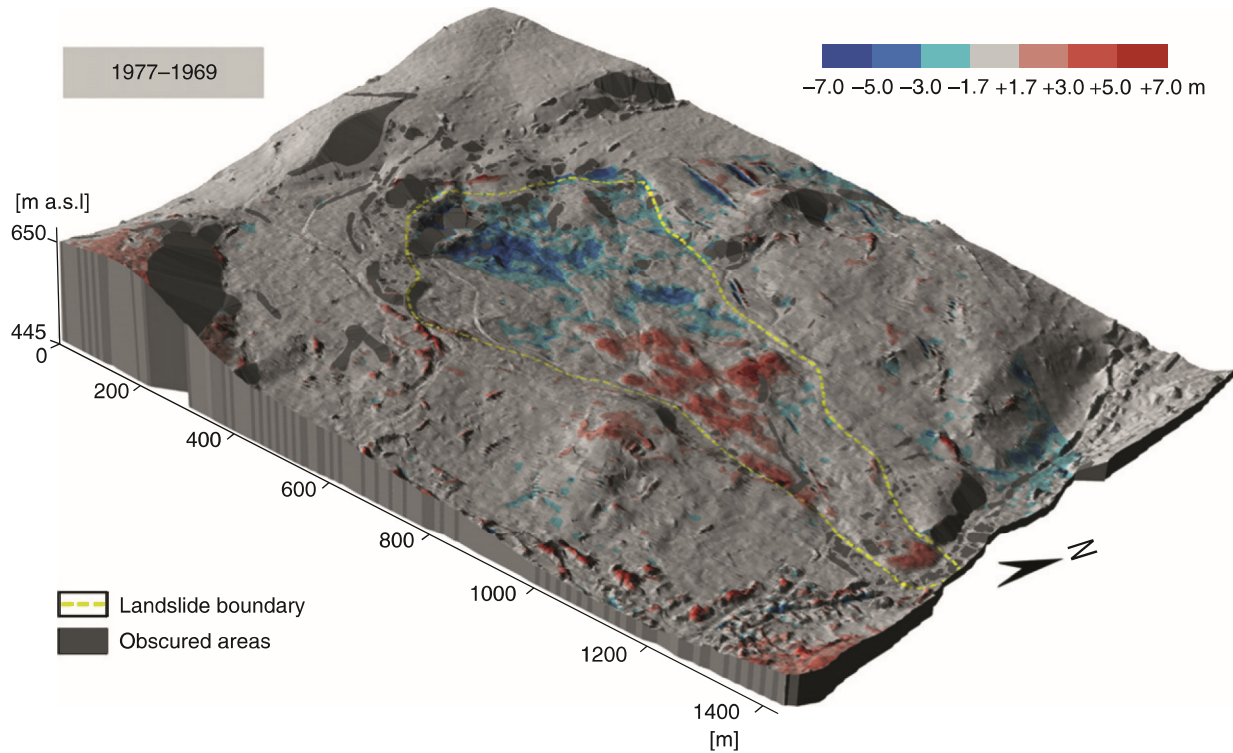 1977–1969
−7.0 −5.0 −3.0 −1.7 +1.7 +3.0 +5.0 +7.0 m
[m a.s.l]
650
445
0
200
400
600
800
1000
1200
1400
[m]
N
Landslide boundary
Obscured areas